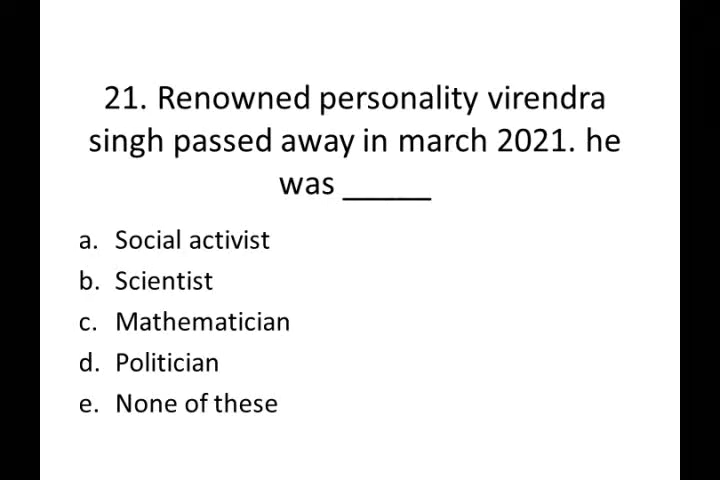 21. Renowned personality virendra
singh passed away in march 2021. he
was _____
a. Social activist
b. Scientist
c. Mathematician
d. Politician
e. None of these